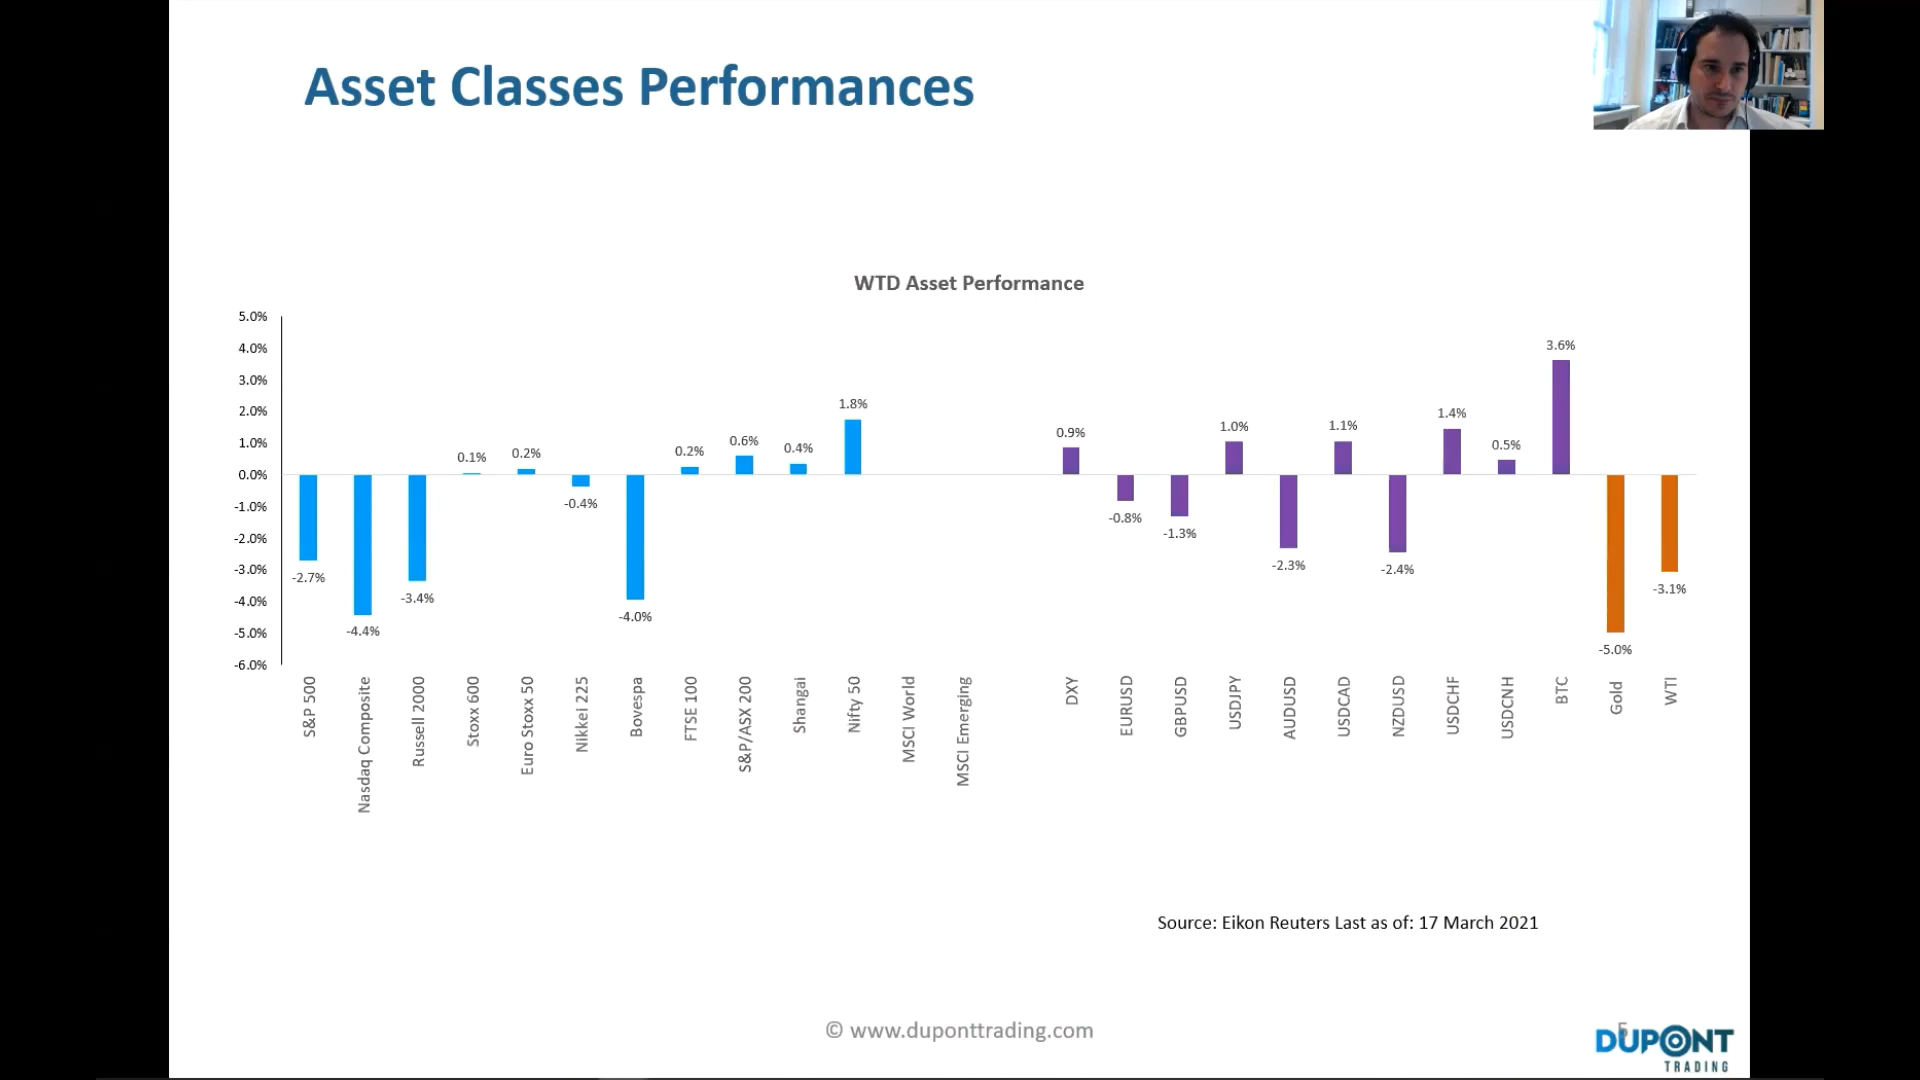 Asset Classes Performances
WTD Asset Performance
5.0%
4.0%
3.0%
2.0%
1.0%
0.0%
-1.0%
-2.0%
-3.0%
-4.0%
-5.0%
-6.0%
-2.7%
-4.4%
-3.4%
0.1%
0.2%
-0.4%
-4.0%
0.2%
0.6%
0.4%
1.8%
0.9%
-0.8%
-1.3%
1.0%
-2.3%
1.1%
-2.4%
1.4%
0.5%
3.6%
-5.0%
-3.1%
S&P 500
Nasdaq Composite
Russell 2000
Stoxx 600
Euro Stoxx 50
Nikkei 225
Bovespa
FTSE 100
S&P/ASX 200
Shangai
Nifty 50
MSCI World
MSCI Emerging
DXY
EURUSD
GBPUSD
USDJPY
AUDUSD
USDCAD
NZDUSD
USDCHF
USDCNH
BTC
Gold
WTI
Source: Eikon Reuters Last as of: 17 March 2021
© www.duponttrading.com
5
DUPONT
TRADING